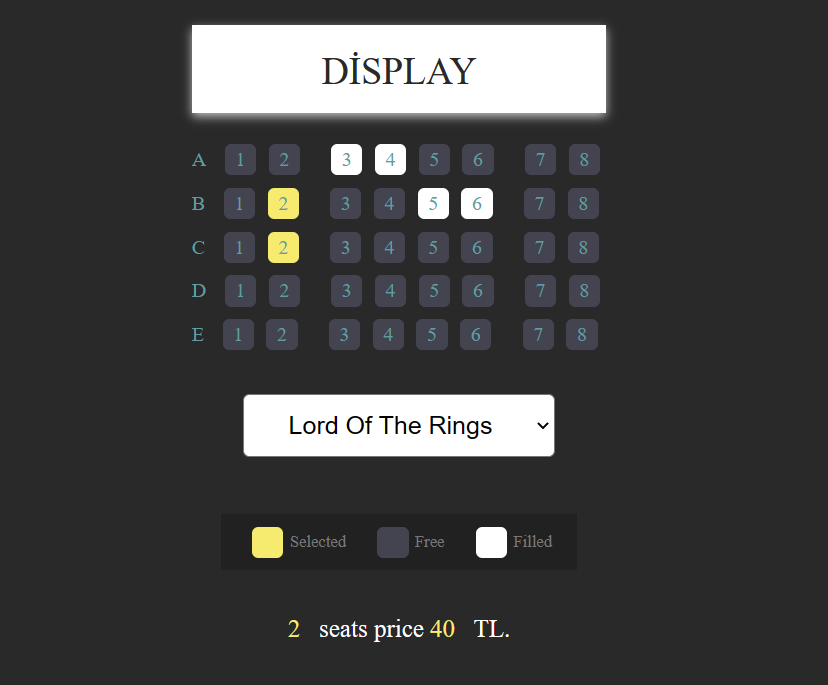 DİSPLAY
A 1 2 3 4 5 6 7 8
B 1 2 3 4 5 6 7 8
C 1 2 3 4 5 6 7 8
D 1 2 3 4 5 6 7 8
E 1 2 3 4 5 6 7 8
Lord Of The Rings
Selected Free Filled
2 seats price 40 TL.